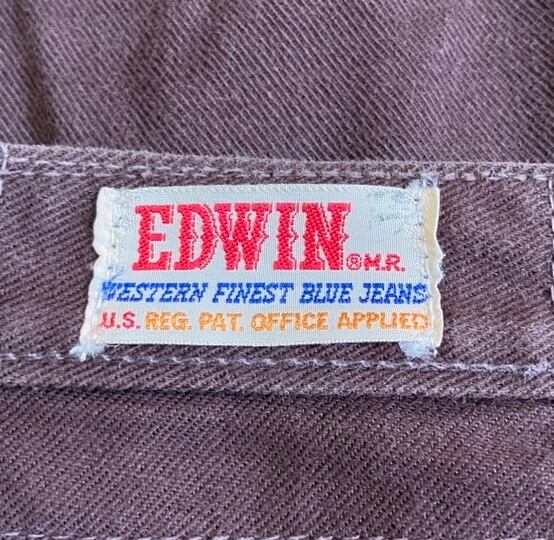 EDWIN ® M.R.
WESTERN FINEST BLUE JEANS
U.S. REG. PAT. OFFICE APPLIED